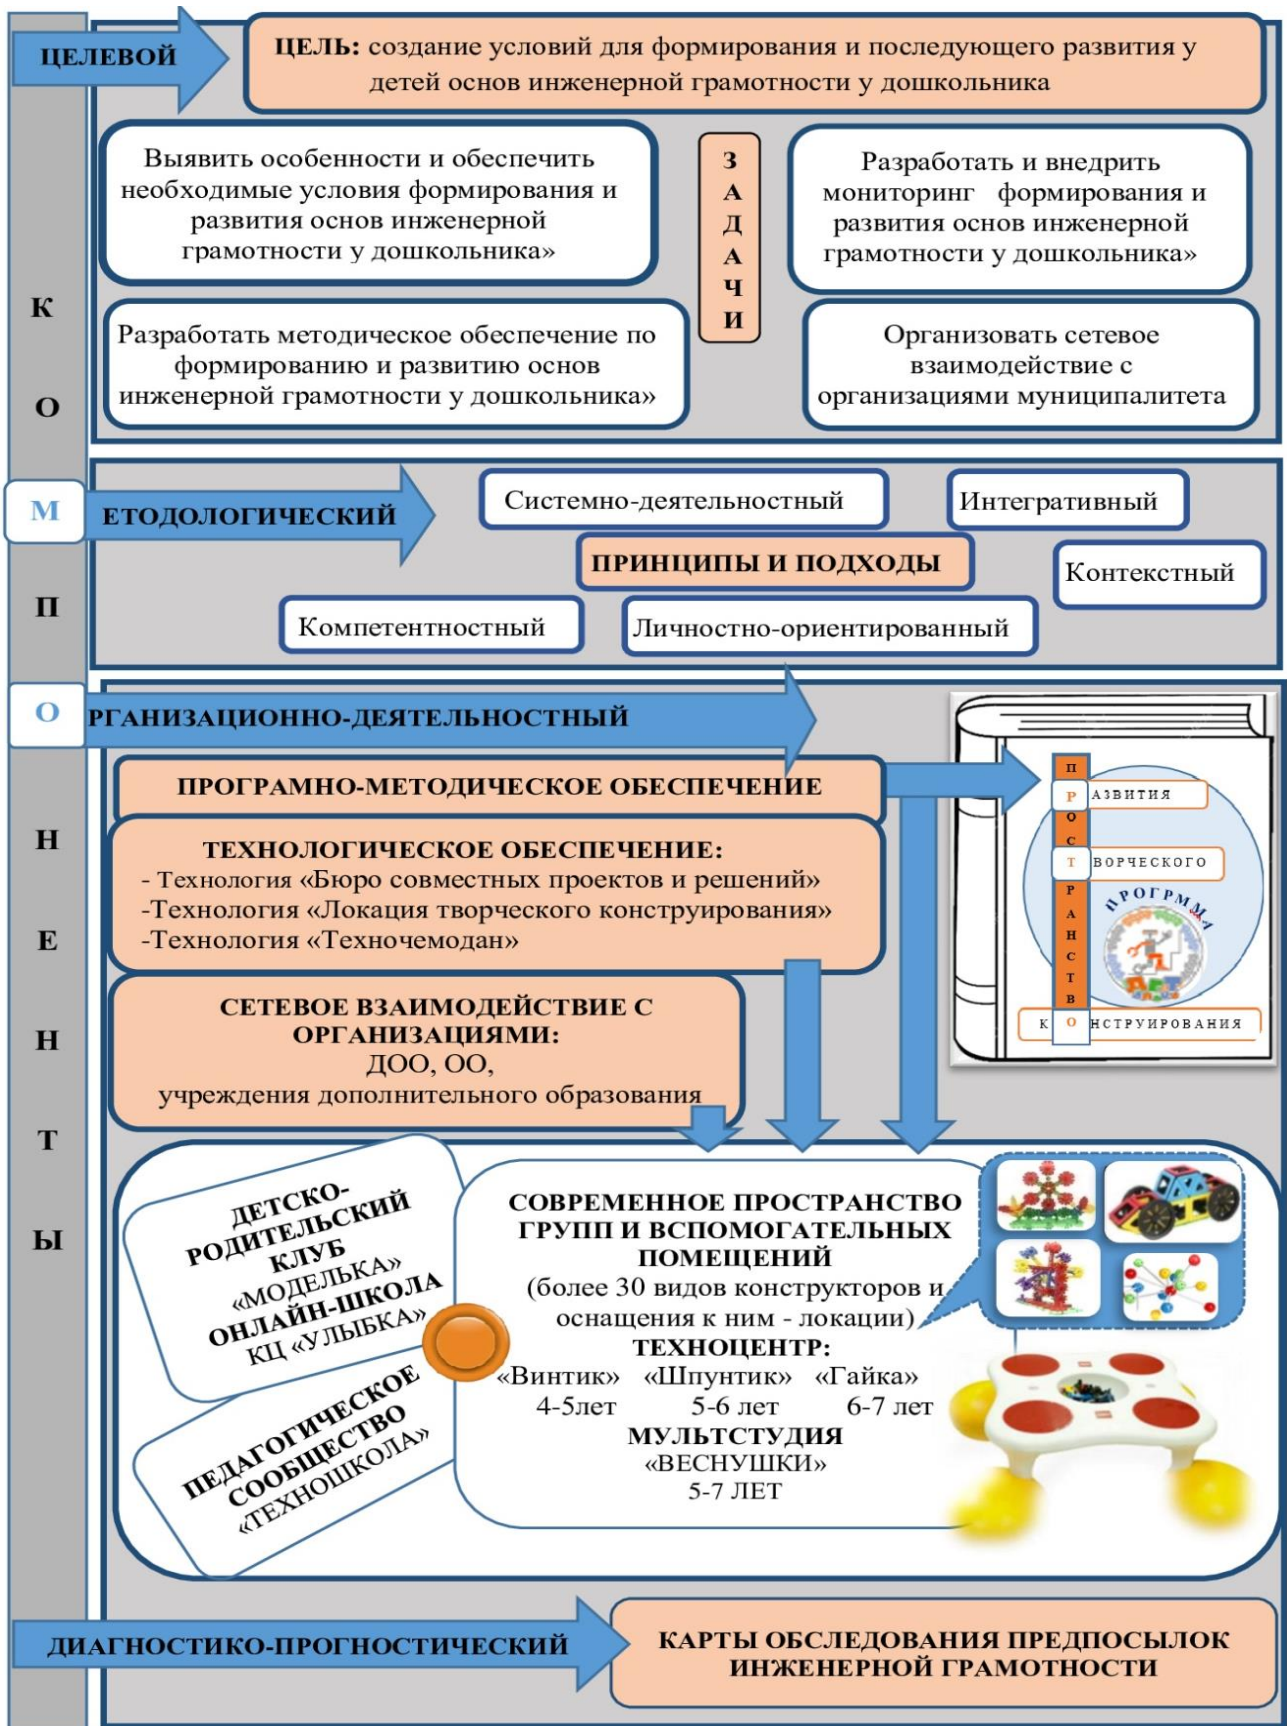 ЦЕЛЕВОЙ
ЦЕЛЬ: создание условий для формирования и последующего развития у
детей основ инженерной грамотности у дошкольника
Выявить особенности и обеспечить
необходимые условия формирования и
развития основ инженерной
грамотности у дошкольника»
ЗАДАЧИ
Разработать и внедрить
мониторинг формирования и
развития основ инженерной
грамотности у дошкольника»
Разработать методическое обеспечение по
формированию и развитию основ
инженерной грамотности у дошкольника»
Организовать сетевое
взаимодействие с
организациями муниципалитета
КОМПОНЕНТЫ
ЕТОДОЛОГИЧЕСКИЙ
Системно-деятельностный
Интегративный
ПРИНЦИПЫ И ПОДХОДЫ
Контекстный
Компетентностный
Личностно-ориентированный
РГАНИЗАЦИОННО-ДЕЯТЕЛЬНОСТНЫЙ
ПРОГРАМНО-МЕТОДИЧЕСКОЕ ОБЕСПЕЧЕНИЕ
ТЕХНОЛОГИЧЕСКОЕ ОБЕСПЕЧЕНИЕ:
- Технология «Бюро совместных проектов и решений»
-Технология «Локация творческого конструирования»
-Технология «Техночемодан»
СЕТЕВОЕ ВЗАИМОДЕЙСТВИЕ С
ОРГАНИЗАЦИЯМИ:
ДОО, ОО,
учреждения дополнительного образования
ПРОСТРАНСТВО
АЗВИТИЯ
ВОРЧЕСКОГО
ПРОГРММА
К НСТРУИРОВАНИЯ
ДЕТСКО-
РОДИТЕЛЬСКИЙ
КЛУБ
«МОДЕЛЬКА»
ОНЛАЙН-ШКОЛА
КЦ «УЛЫБКА»
ПЕДАГОГИЧЕСКОЕ
СООБЩЕСТВО
«ТЕХНОШКОЛА»
СОВРЕМЕННОЕ ПРОСТРАНСТВО
ГРУПП И ВСПОМОГАТЕЛЬНЫХ
ПОМЕЩЕНИЙ
(более 30 видов конструкторов и
оснащения к ним - локации)
ТЕХНОЦЕНТР:
«Винтик» «Шпунтик» «Гайка»
4-5лет 5-6 лет 6-7 лет
МУЛЬТСТУДИЯ
«ВЕСНУШКИ»
5-7 ЛЕТ
ДИАГНОСТИКО-ПРОГНОСТИЧЕСКИЙ
КАРТЫ ОБСЛЕДОВАНИЯ ПРЕДПОСЫЛОК
ИНЖЕНЕРНОЙ ГРАМОТНОСТИ